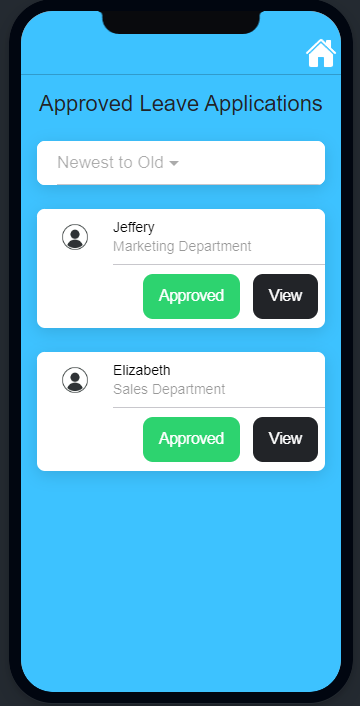 Approved Leave Applications
Newest to Old
Jeffery
Marketing Department
Approved
View
Elizabeth
Sales Department
Approved
View